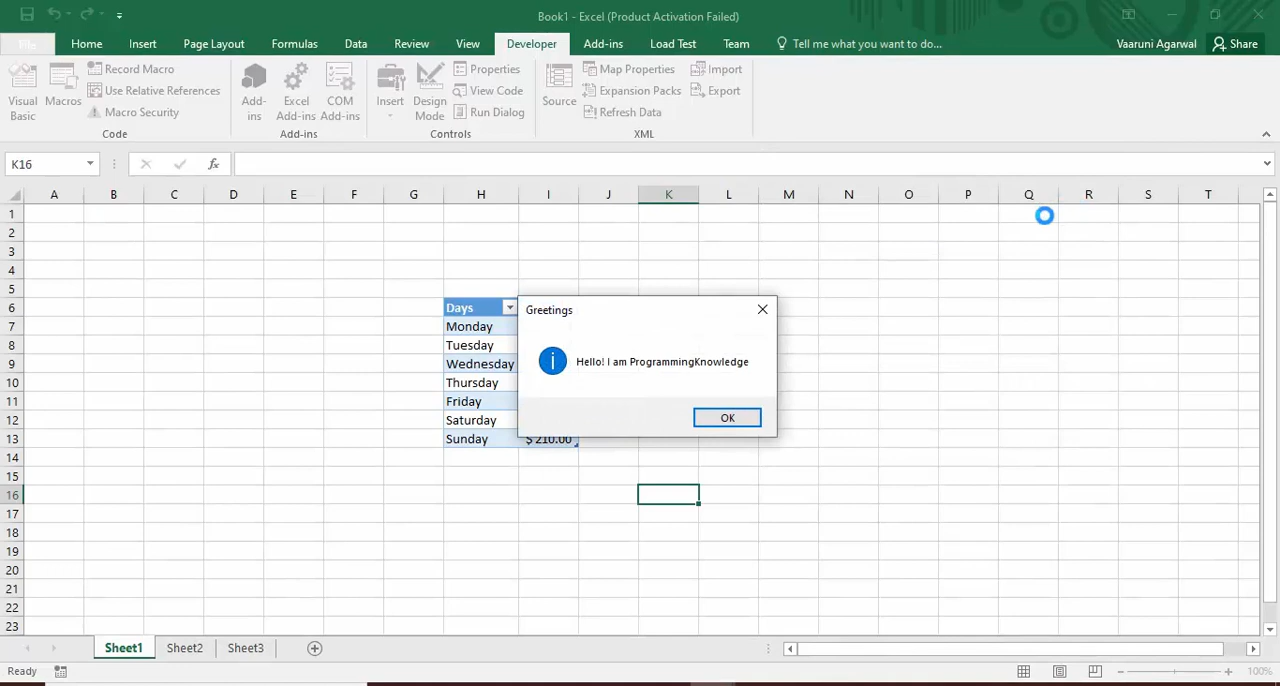 Book1 - Excel (Product Activation Failed)
File Home Insert Page Layout Formulas Data Review View Developer Add-ins Load Test Team Tell me what you want to do... Vaaruni Agarwal Share
Visual Basic
Macros
Record Macro
Use Relative References
Macro Security
Code
Add-ins
Excel Add-ins
COM Add-ins
Add-ins
Insert
Design Mode
Properties
View Code
Run Dialog
Controls
Source
Map Properties
Expansion Packs
Refresh Data
Import
Export
XML
K16 fx
A B C D E F G H I J K L M N O P Q R S T
1
2
3
4
5
6 Days
7 Monday
8 Tuesday
9 Wednesday
10 Thursday
11 Friday
12 Saturday
13 Sunday $ 210.00
14
15
16
17
18
19
20
21
22
23
Greetings
Hello! I am ProgrammingKnowledge
OK
Sheet1 Sheet2 Sheet3
Ready 100%